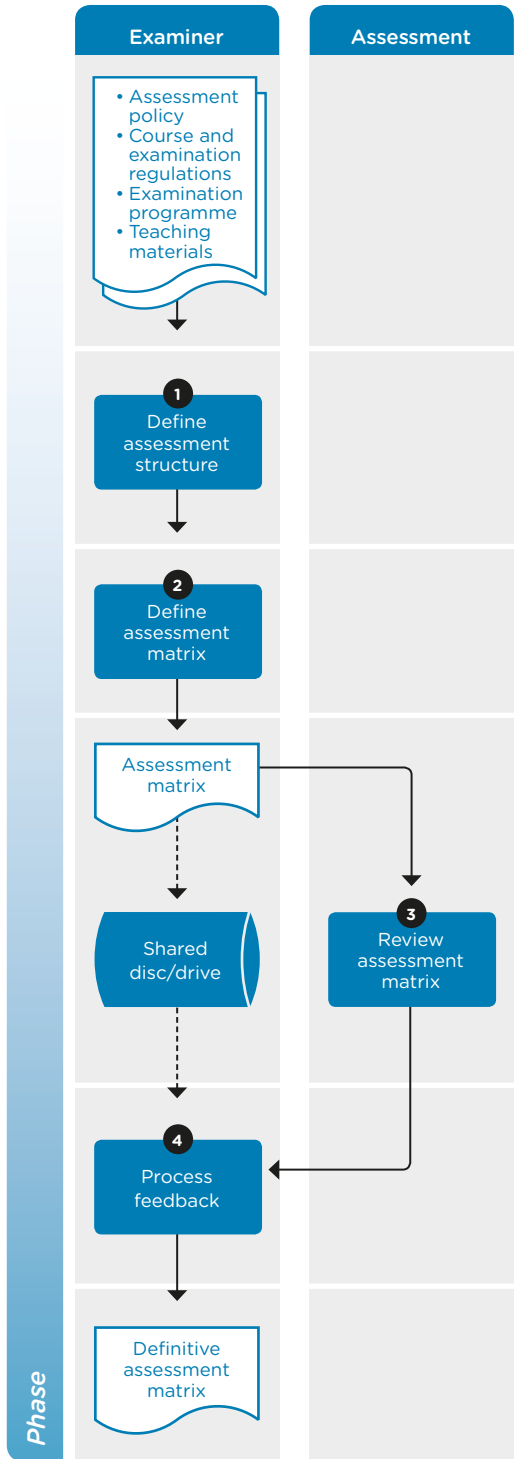 Examiner
Assessment
• Assessment
policy
• Course and
examination
regulations
• Examination
programme
• Teaching
materials
1
Define
assessment
structure
2
Define
assessment
matrix
Assessment
matrix
3
Review
assessment
matrix
Shared
disc/drive
4
Process
feedback
Definitive
assessment
matrix
Phase